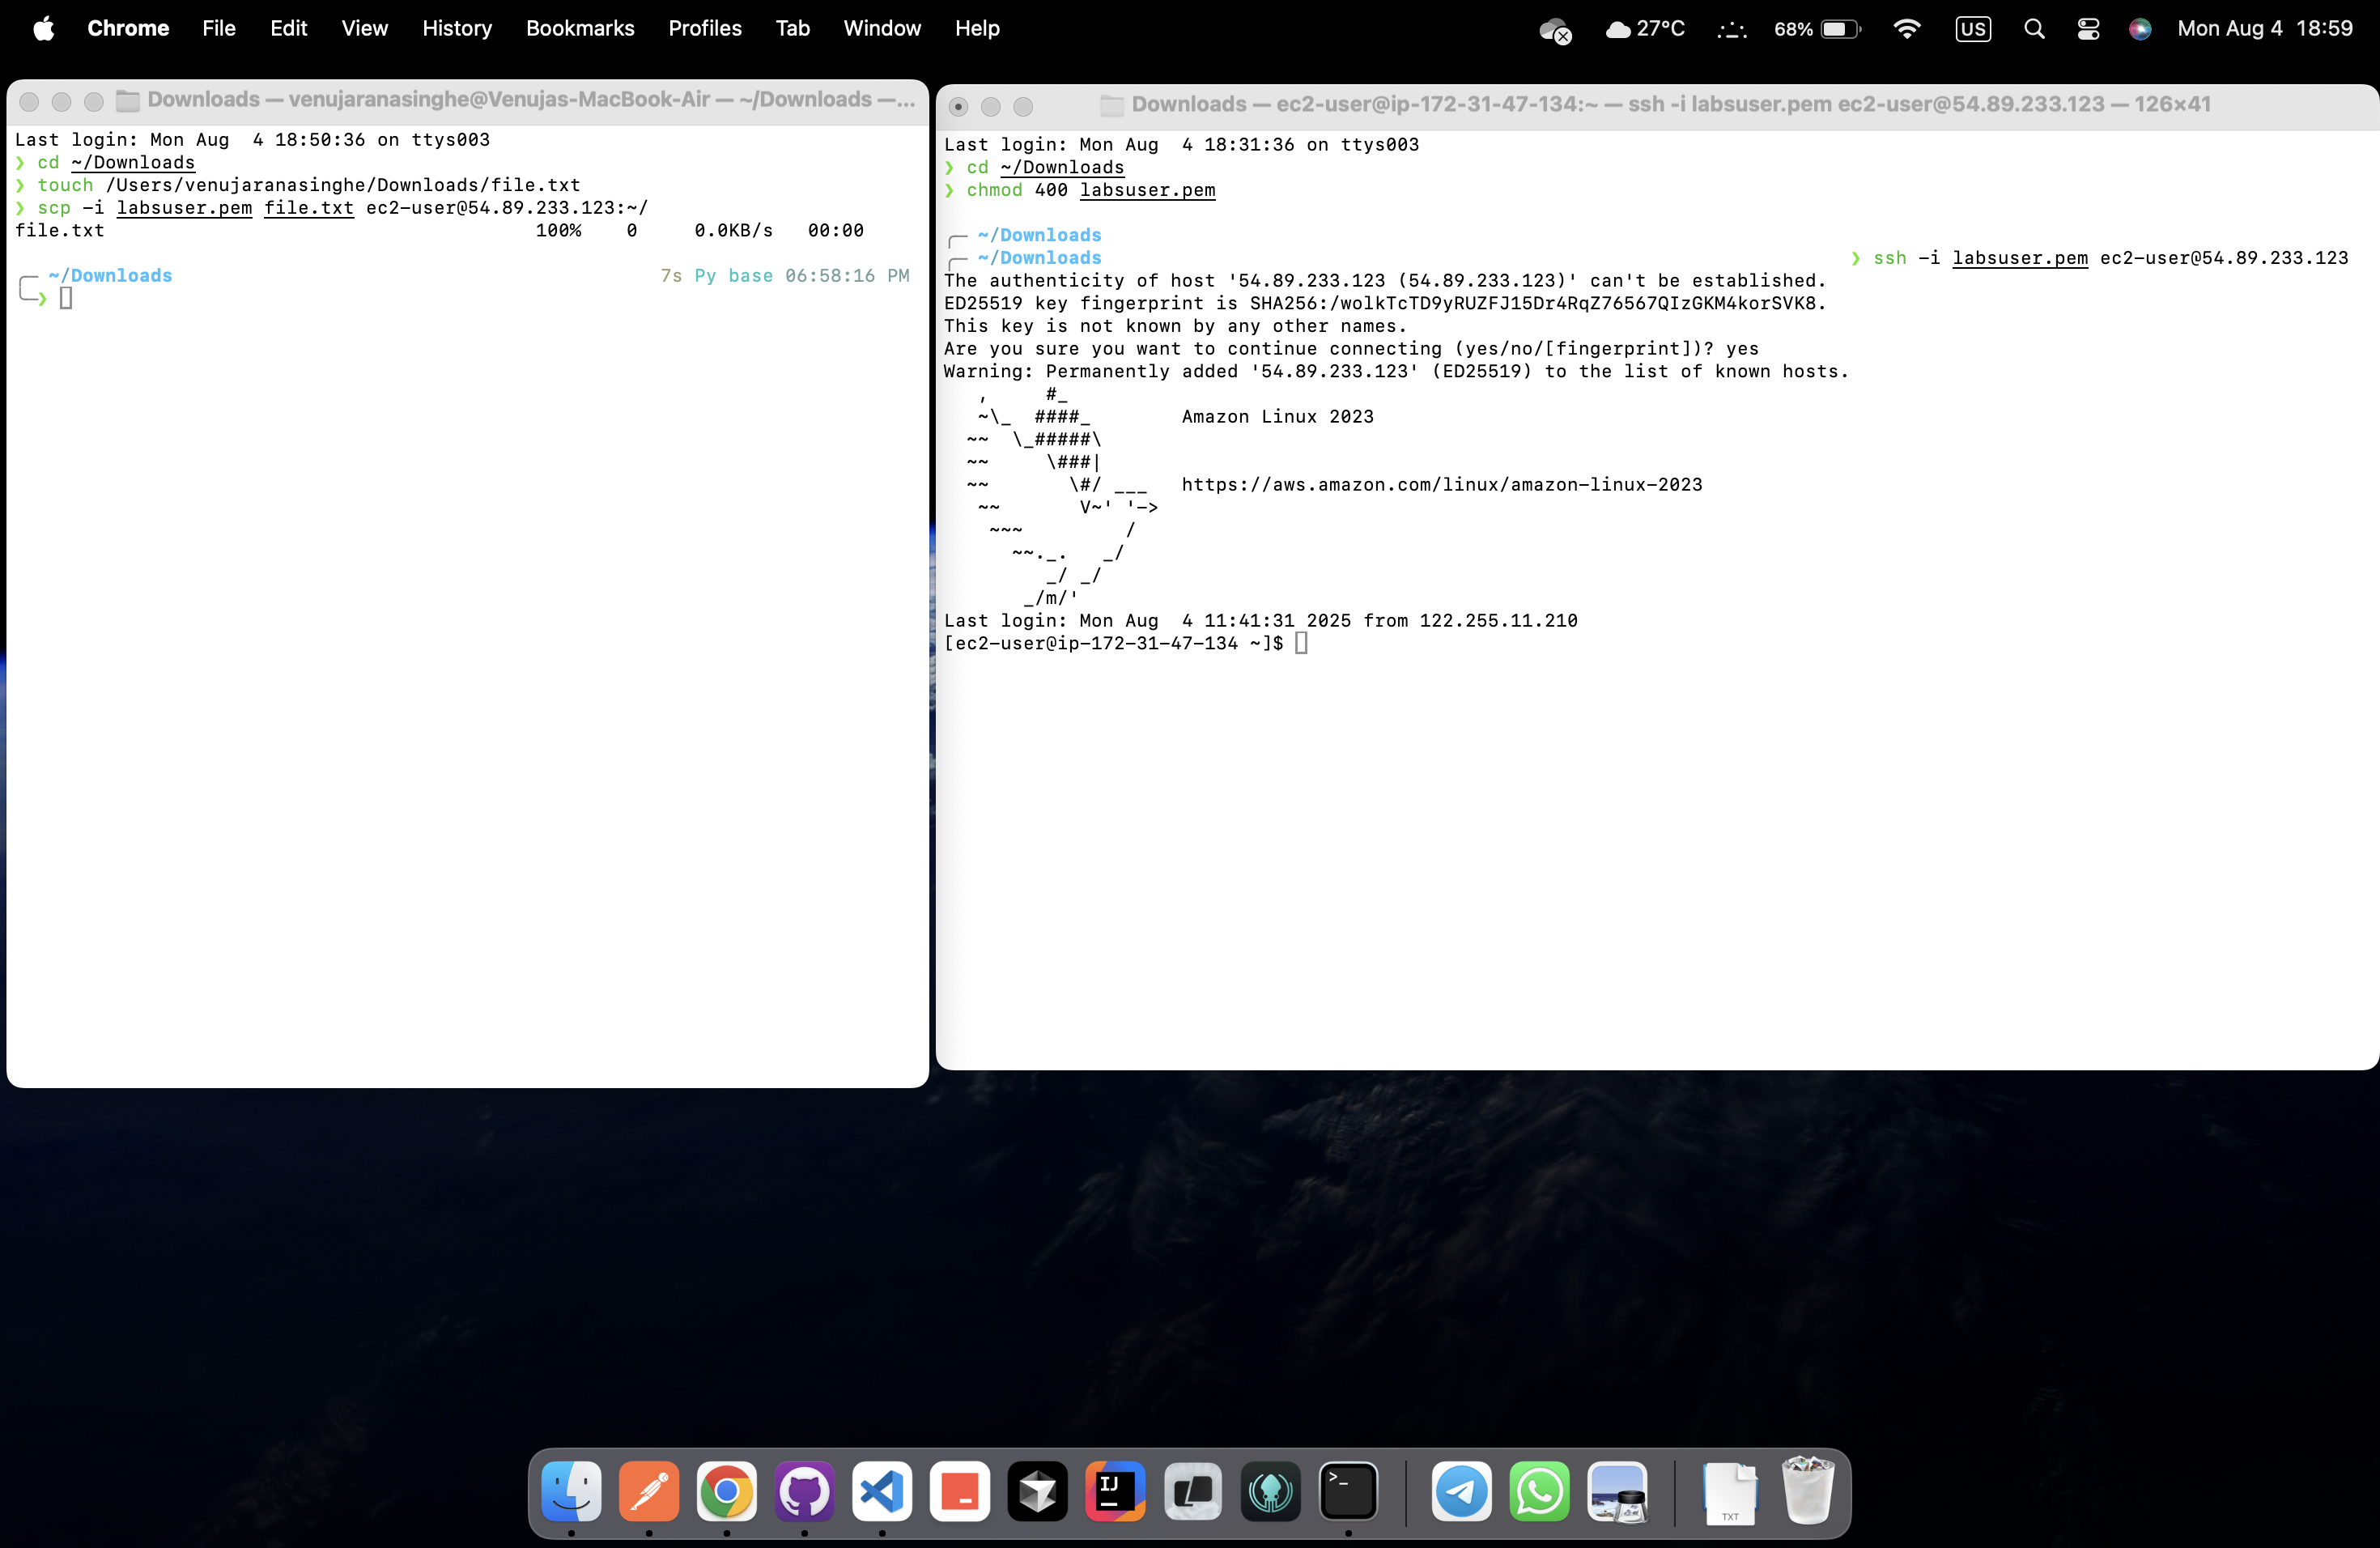 Chrome File Edit View History Bookmarks Profiles Tab Window Help 27°C 68% US Mon Aug 4 18:59
Downloads — venujaranasinghe@Venujas-MacBook-Air — ~/Downloads —...
Last login: Mon Aug  4 18:50:36 on ttys003
❯ cd ~/Downloads
❯ touch /Users/venujaranasinghe/Downloads/file.txt
❯ scp -i labsuser.pem file.txt ec2-user@54.89.233.123:~/
file.txt 100% 0 0.0KB/s 00:00
~/Downloads 7s Py base 06:58:16 PM
❯
Downloads — ec2-user@ip-172-31-47-134:~ — ssh -i labsuser.pem ec2-user@54.89.233.123 — 126×41
Last login: Mon Aug  4 18:31:36 on ttys003
❯ cd ~/Downloads
❯ chmod 400 labsuser.pem
~/Downloads
~/Downloads ❯ ssh -i labsuser.pem ec2-user@54.89.233.123
The authenticity of host '54.89.233.123 (54.89.233.123)' can't be established.
ED25519 key fingerprint is SHA256:/wolkTcTD9yRUZFJ15Dr4RqZ76567QIzGKM4korSVK8.
This key is not known by any other names.
Are you sure you want to continue connecting (yes/no/[fingerprint])? yes
Warning: Permanently added '54.89.233.123' (ED25519) to the list of known hosts.
   ,     #_
   ~\_  ####_        Amazon Linux 2023
  ~~  \_#####\
  ~~     \###|
  ~~       \#/ ___   https://aws.amazon.com/linux/amazon-linux-2023
   ~~       V~' '->
    ~~~         /
      ~~._.   _/
         _/ _/
       _/m/'
Last login: Mon Aug  4 11:41:31 2025 from 122.255.11.210
[ec2-user@ip-172-31-47-134 ~]$
IJ
>_
TXT